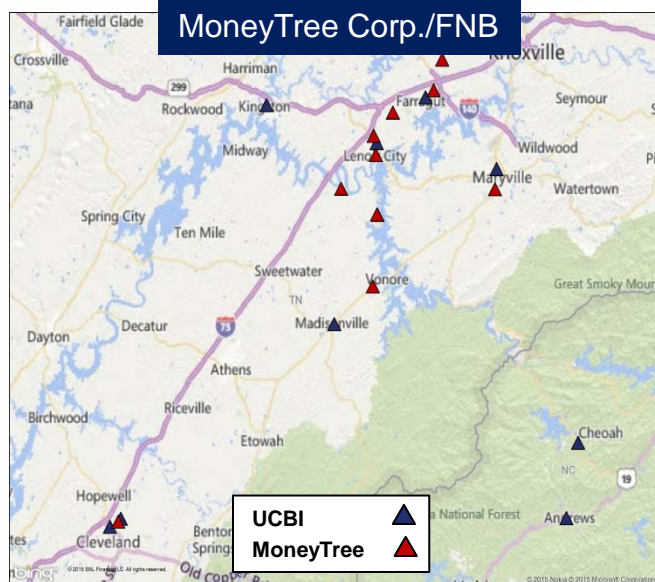 MoneyTree Corp./FNB
Fairfield Glade
Crossville
Harriman
Knoxville
299
Rockwood
Kingston
Farragut
140
Seymour
Midway
Lenoir City
Wildwood
Maryville
Watertown
Spring City
Ten Mile
Sweetwater
Vonore
Great Smoky Moun
TN
Madisonville
75
Dayton
Decatur
Athens
Birchwood
Riceville
Etowah
Cheoah
NC
19
Hopewell
Andrews
a National Forest
Cleveland
Benton
Springs
Old Copper
UCBI
MoneyTree
bing
© 2015 SNL Financial LC. All rights reserved.
© 2015 Nokia © 2015 Microsoft Corporation